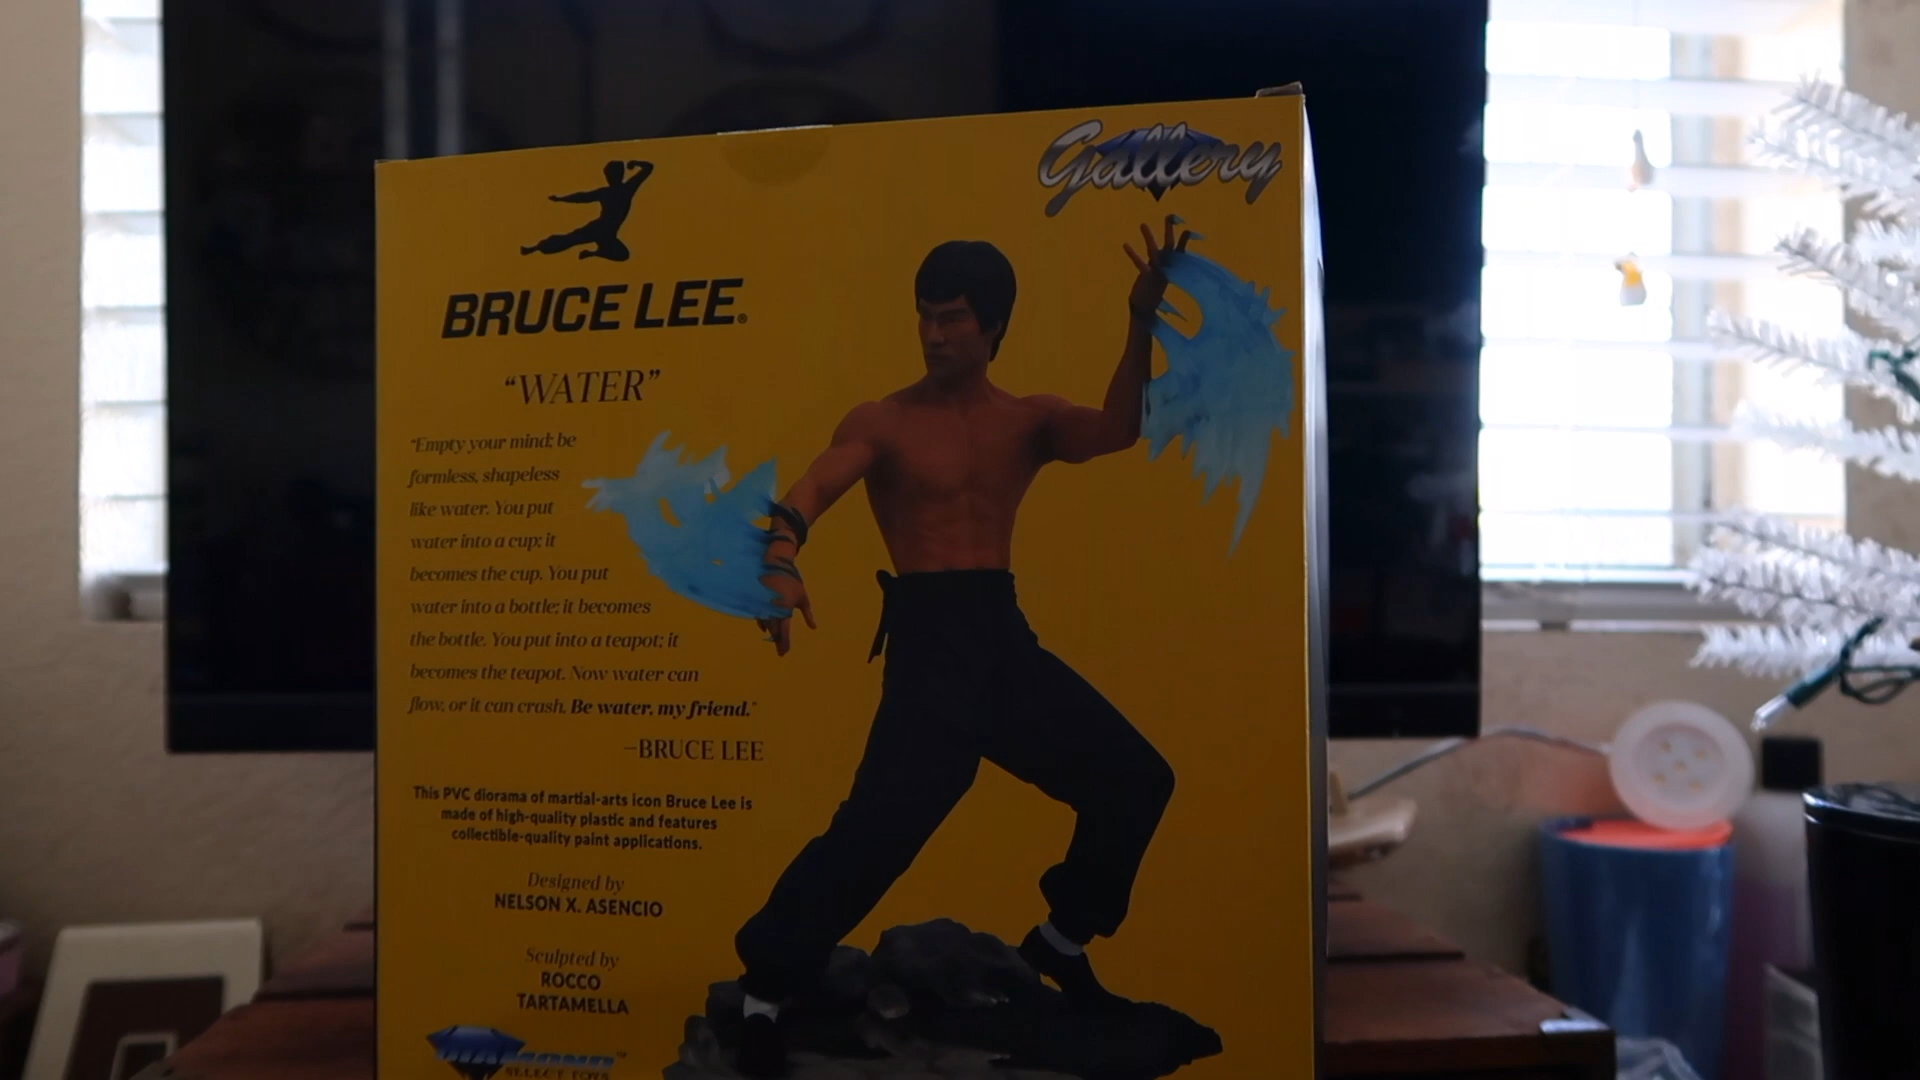 Gallery
BRUCE LEE®
“WATER”
“Empty your mind; be
formless, shapeless
like water. You put
water into a cup; it
becomes the cup. You put
water into a bottle; it becomes
the bottle. You put into a teapot; it
becomes the teapot. Now water can
flow, or it can crash. Be water, my friend.”
–BRUCE LEE
This PVC diorama of martial-arts icon Bruce Lee is
made of high-quality plastic and features
collectible-quality paint applications.
Designed by
NELSON X. ASENCIO
Sculpted by
ROCCO
TARTAMELLA
DIAMOND™
SELECT TOYS